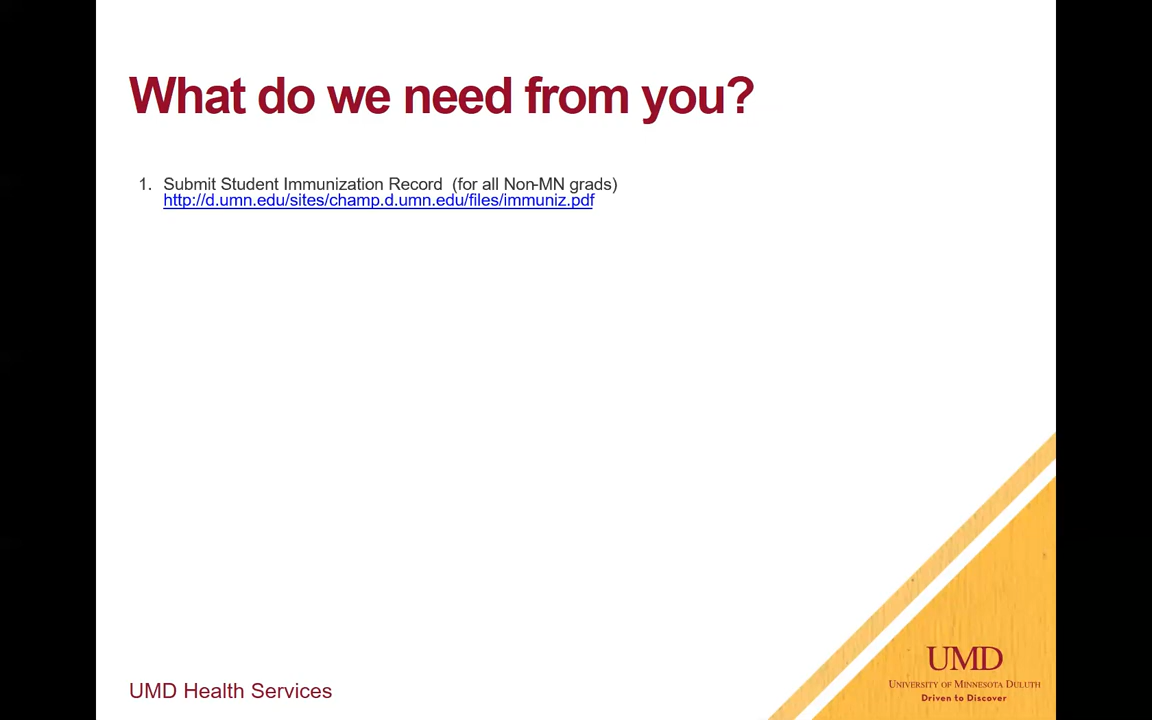 What do we need from you?
1. Submit Student Immunization Record (for all Non-MN grads)
http://d.umn.edu/sites/champ.d.umn.edu/files/immuniz.pdf
UMD Health Services
UMD
UNIVERSITY OF MINNESOTA DULUTH
Driven to Discover